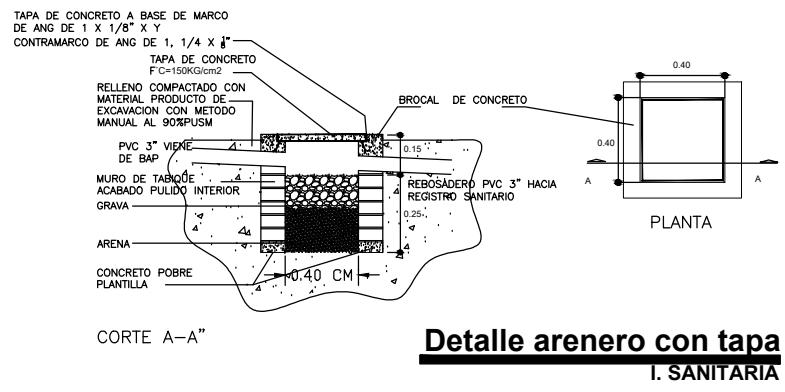 TAPA DE CONCRETO A BASE DE MARCO
DE ANG DE 1 X 1/8" X Y
CONTRAMARCO DE ANG DE 1, 1/4 X 1/8"
TAPA DE CONCRETO
F´C=150KG/cm2
RELLENO COMPACTADO CON
MATERIAL PRODUCTO DE
EXCAVACION CON METODO
MANUAL AL 90%PUSM
BROCAL DE CONCRETO
PVC 3" VIENE
DE BAP
0.15
MURO DE TABIQUE
ACABADO PULIDO INTERIOR
REBOSADERO PVC 3" HACIA
REGISTRO SANITARIO
GRAVA
0.25
ARENA
CONCRETO POBRE
PLANTILLA
0.40 CM
CORTE A-A"
0.40
0.40
A
A
PLANTA
Detalle arenero con tapa
I. SANITARIA